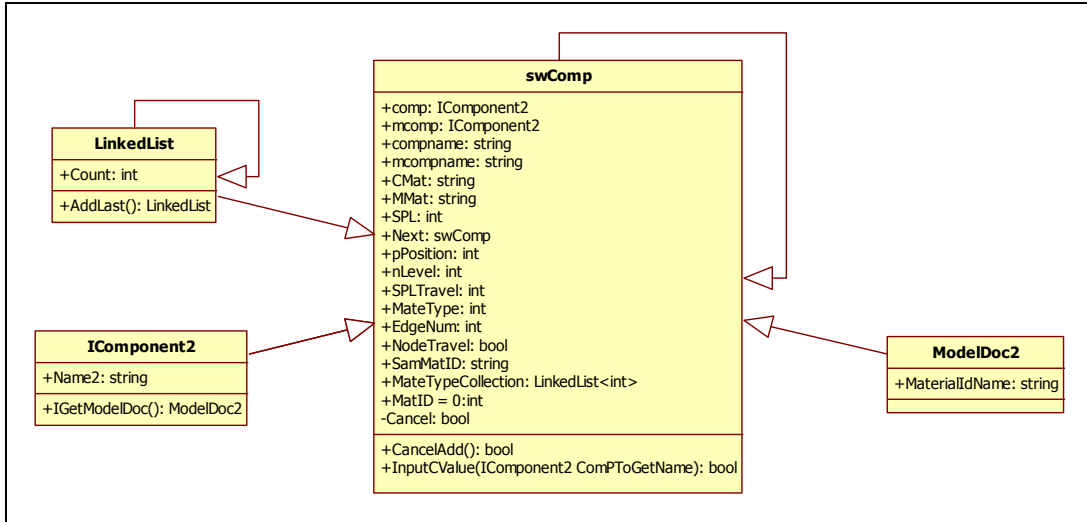 LinkedList
+Count: int
+AddLast(): LinkedList
IComponent2
+Name2: string
+IGetModelDoc(): ModelDoc2
swComp
+comp: IComponent2
+mcomp: IComponent2
+compname: string
+mcompname: string
+CMat: string
+MMat: string
+SPL: int
+Next: swComp
+pPosition: int
+nLevel: int
+SPLTravel: int
+MateType: int
+EdgeNum: int
+NodeTravel: bool
+SamMatID: string
+MateTypeCollection: LinkedList<int>
+MatID = 0:int
-Cancel: bool
+CancelAdd(): bool
+InputCValue(IComponent2 ComPToGetName): bool
ModelDoc2
+MaterialIdName: string